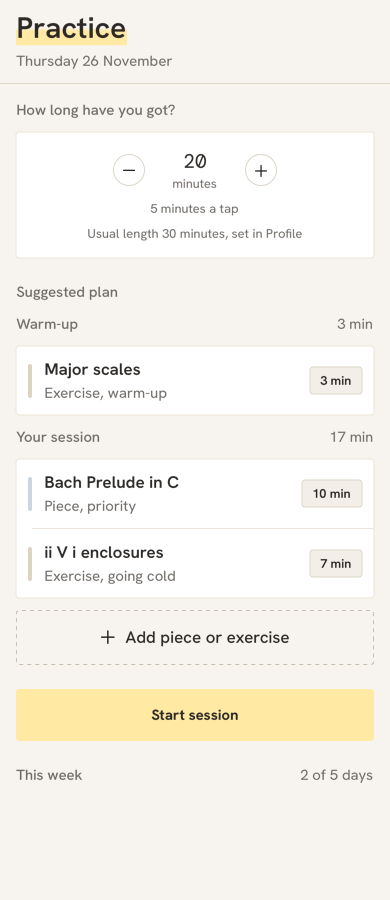 Practice
Thursday 26 November
How long have you got?
20
minutes
5 minutes a tap
Usual length 30 minutes, set in Profile
Suggested plan
Warm-up 3 min
Major scales
Exercise, warm-up
3 min
Your session 17 min
Bach Prelude in C
Piece, priority
10 min
ii V i enclosures
Exercise, going cold
7 min
+ Add piece or exercise
Start session
This week 2 of 5 days